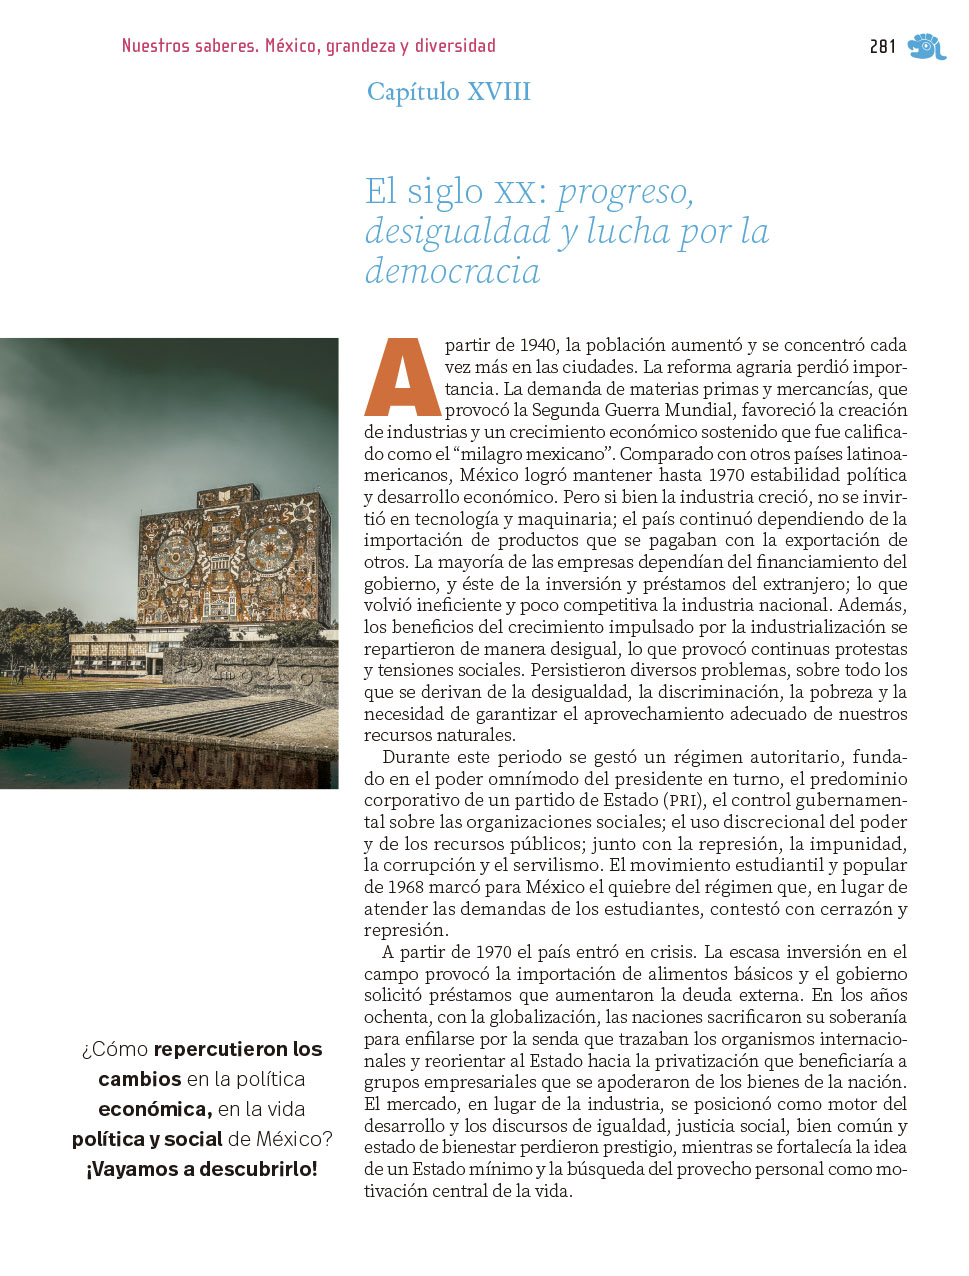 Nuestros saberes. México, grandeza y diversidad
281
Capítulo XVIII
El siglo XX: progreso,
desigualdad y lucha por la
democracia
A partir de 1940, la población aumentó y se concentró cada
vez más en las ciudades. La reforma agraria perdió impor-
tancia. La demanda de materias primas y mercancías, que
provocó la Segunda Guerra Mundial, favoreció la creación
de industrias y un crecimiento económico sostenido que fue califica-
do como el “milagro mexicano”. Comparado con otros países latinoa-
mericanos, México logró mantener hasta 1970 estabilidad política
y desarrollo económico. Pero si bien la industria creció, no se invir-
tió en tecnología y maquinaria; el país continuó dependiendo de la
importación de productos que se pagaban con la exportación de
otros. La mayoría de las empresas dependían del financiamiento del
gobierno, y éste de la inversión y préstamos del extranjero; lo que
volvió ineficiente y poco competitiva la industria nacional. Además,
los beneficios del crecimiento impulsado por la industrialización se
repartieron de manera desigual, lo que provocó continuas protestas
y tensiones sociales. Persistieron diversos problemas, sobre todo los
que se derivan de la desigualdad, la discriminación, la pobreza y la
necesidad de garantizar el aprovechamiento adecuado de nuestros
recursos naturales.
Durante este periodo se gestó un régimen autoritario, funda-
do en el poder omnímodo del presidente en turno, el predominio
corporativo de un partido de Estado (PRI), el control gubernamen-
tal sobre las organizaciones sociales; el uso discrecional del poder
y de los recursos públicos; junto con la represión, la impunidad,
la corrupción y el servilismo. El movimiento estudiantil y popular
de 1968 marcó para México el quiebre del régimen que, en lugar de
atender las demandas de los estudiantes, contestó con cerrazón y
represión.
A partir de 1970 el país entró en crisis. La escasa inversión en el
campo provocó la importación de alimentos básicos y el gobierno
solicitó préstamos que aumentaron la deuda externa. En los años
ochenta, con la globalización, las naciones sacrificaron su soberanía
para enfilarse por la senda que trazaban los organismos internacio-
nales y reorientar al Estado hacia la privatización que beneficiaría a
grupos empresariales que se apoderaron de los bienes de la nación.
El mercado, en lugar de la industria, se posicionó como motor del
desarrollo y los discursos de igualdad, justicia social, bien común y
estado de bienestar perdieron prestigio, mientras se fortalecía la idea
de un Estado mínimo y la búsqueda del provecho personal como mo-
tivación central de la vida.
¿Cómo repercutieron los
cambios en la política
económica, en la vida
política y social de México?
¡Vayamos a descubrirlo!